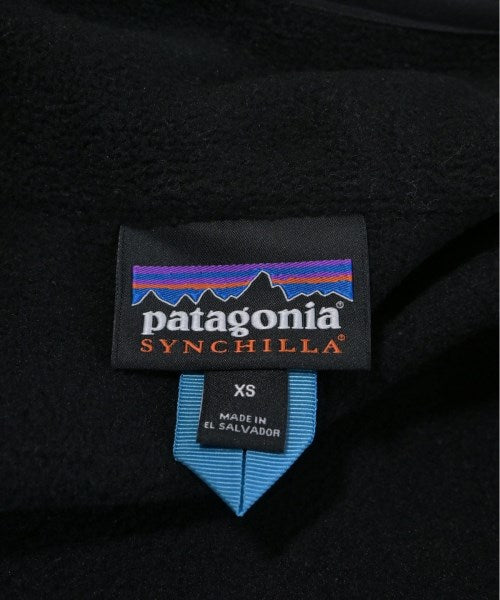 patagonia®
SYNCHILLA®
XS
MADE IN
EL SALVADOR